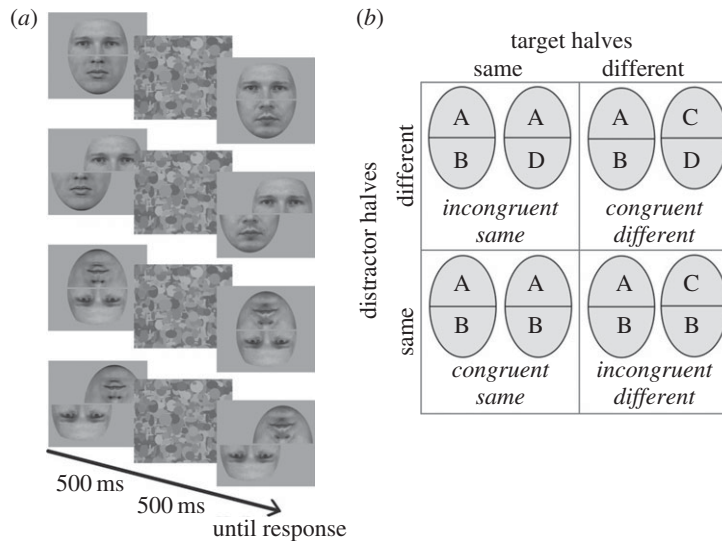 (a)
500 ms
500 ms
until response
(b)
target halves
same different
distractor halves
different
same
A A A C
B D B D
incongruent congruent
same different
A A A C
B B B B
congruent incongruent
same different